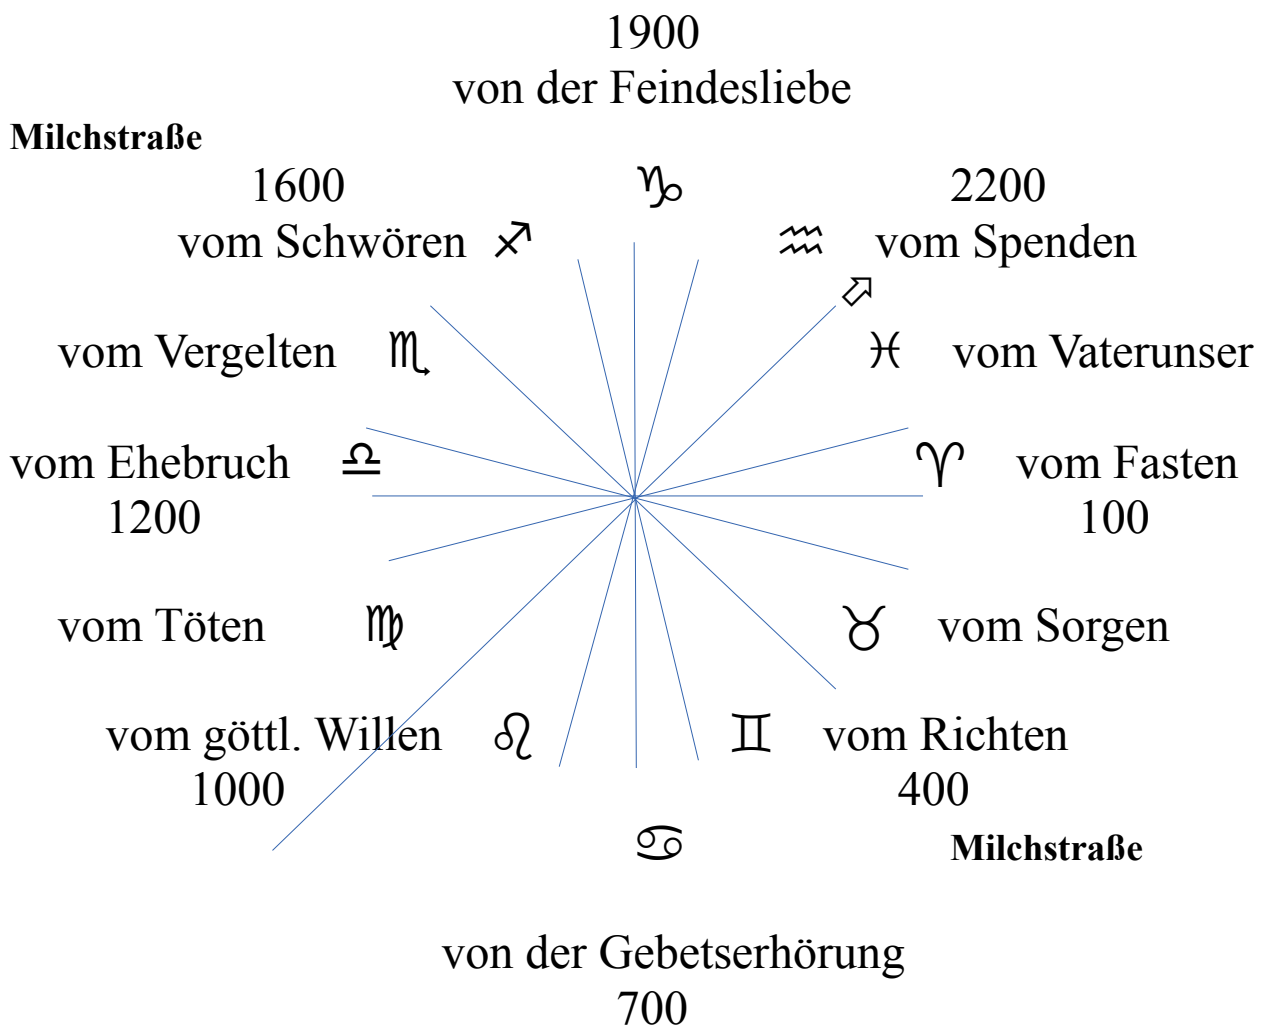 1900
von der Feindesliebe
Milchstraße
1600 ♑ 2200
vom Schwören ♐ ♒ vom Spenden
vom Vergelten ♏ ♓ vom Vaterunser
vom Ehebruch ♎ ♈ vom Fasten
1200 100
vom Töten ♍ ♉ vom Sorgen
vom göttl. Willen ♌ ♊ vom Richten
1000 400
♋ Milchstraße
von der Gebetserhörung
700